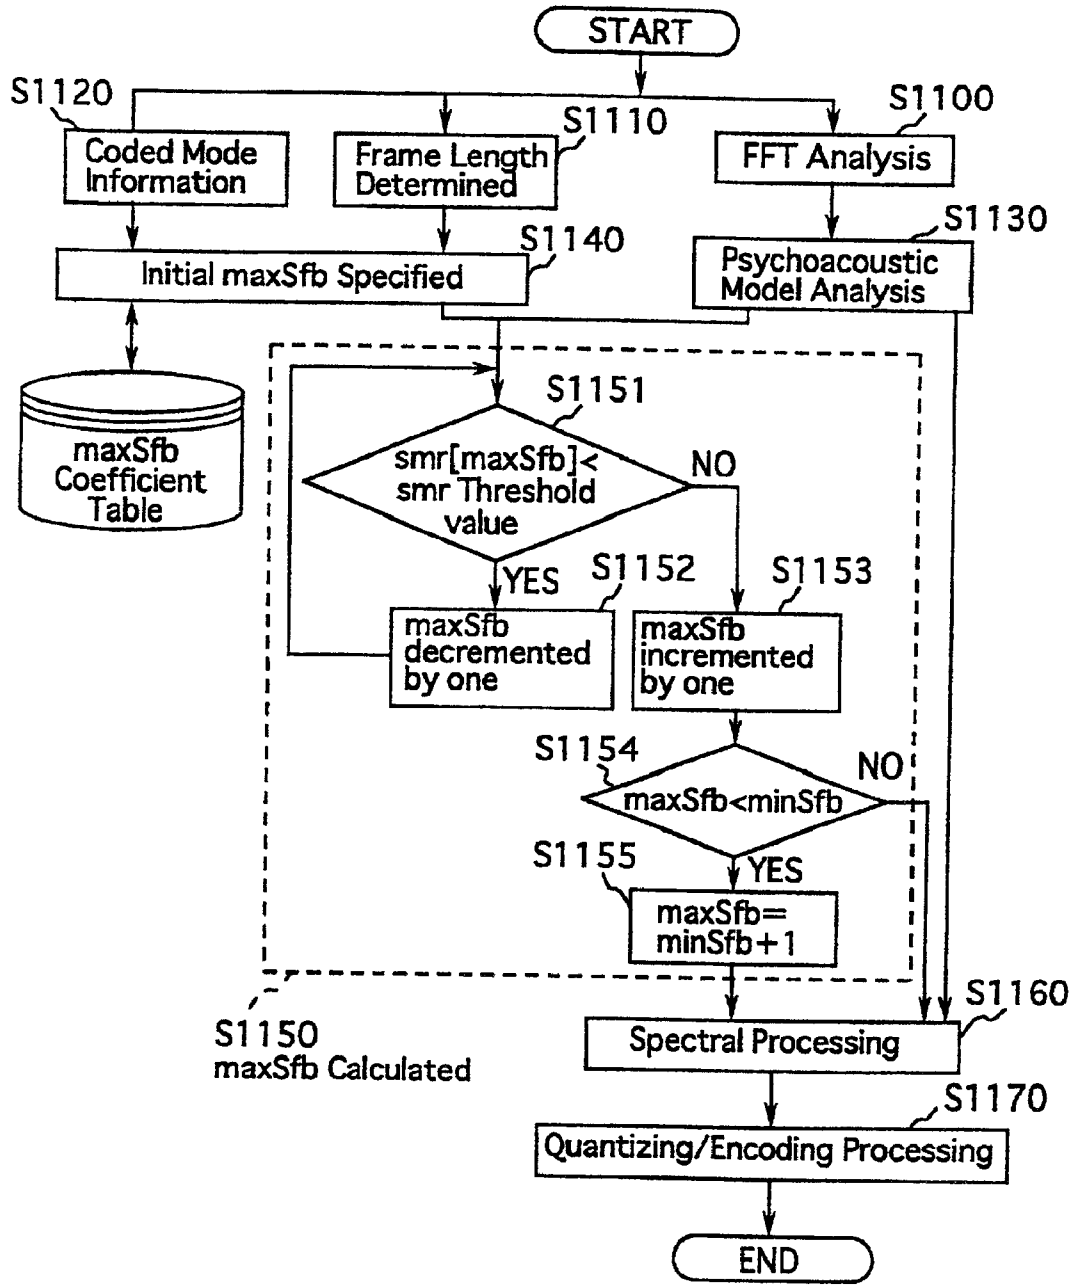 START
S1120
S1110
S1100
Coded Mode
Information
Frame Length
Determined
FFT Analysis
S1140
S1130
Initial maxSfb Specified
Psychoacoustic
Model Analysis
maxSfb
Coefficient
Table
S1151
smr[maxSfb]<
smr Threshold
value
NO
YES
S1152
S1153
maxSfb
decremented
by one
maxSfb
incremented
by one
S1154
NO
maxSfb<minSfb
S1155
YES
maxSfb=
minSfb+1
S1150
maxSfb Calculated
S1160
Spectral Processing
S1170
Quantizing/Encoding Processing
END